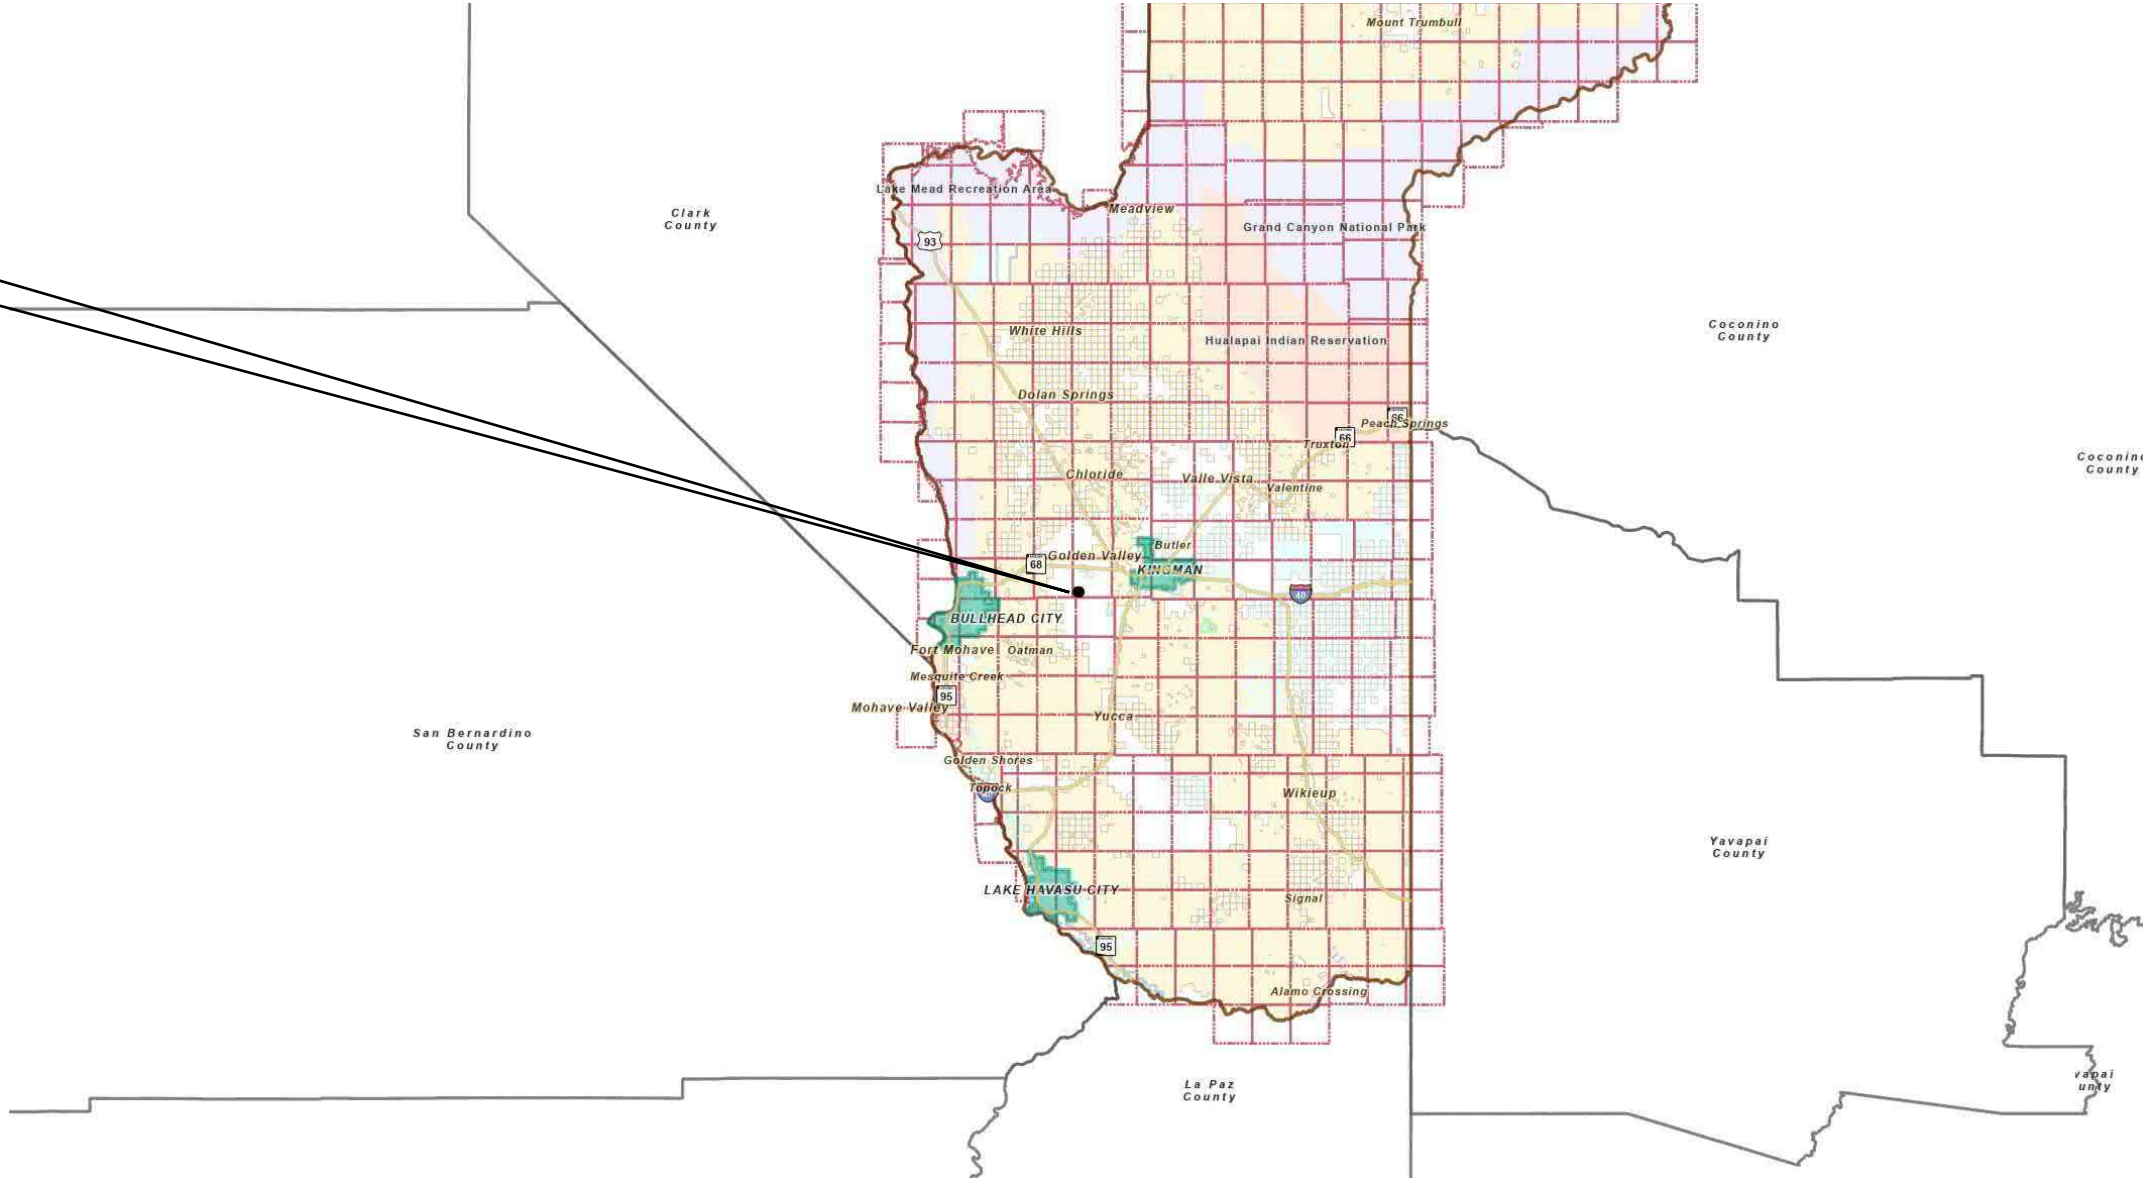 Mount Trumbull
Lake Mead Recreation Area
Meadview
Clark
County
Grand Canyon National Park
93
Coconino
County
White Hills
Hualapai Indian Reservation
Dolan Springs
66
Peach Springs
66
Truxton
Coconino
County
Chloride
Valle Vista
Valentine
Butler
Golden Valley
68
KINGMAN
40
BULLHEAD CITY
Fort Mohave
Oatman
Mesquite Creek
95
Mohave Valley
Yucca
San Bernardino
County
Golden Shores
Topock
Wikieup
Yavapai
County
LAKE HAVASU CITY
Signal
95
Alamo Crossing
La Paz
County
vapai
unty